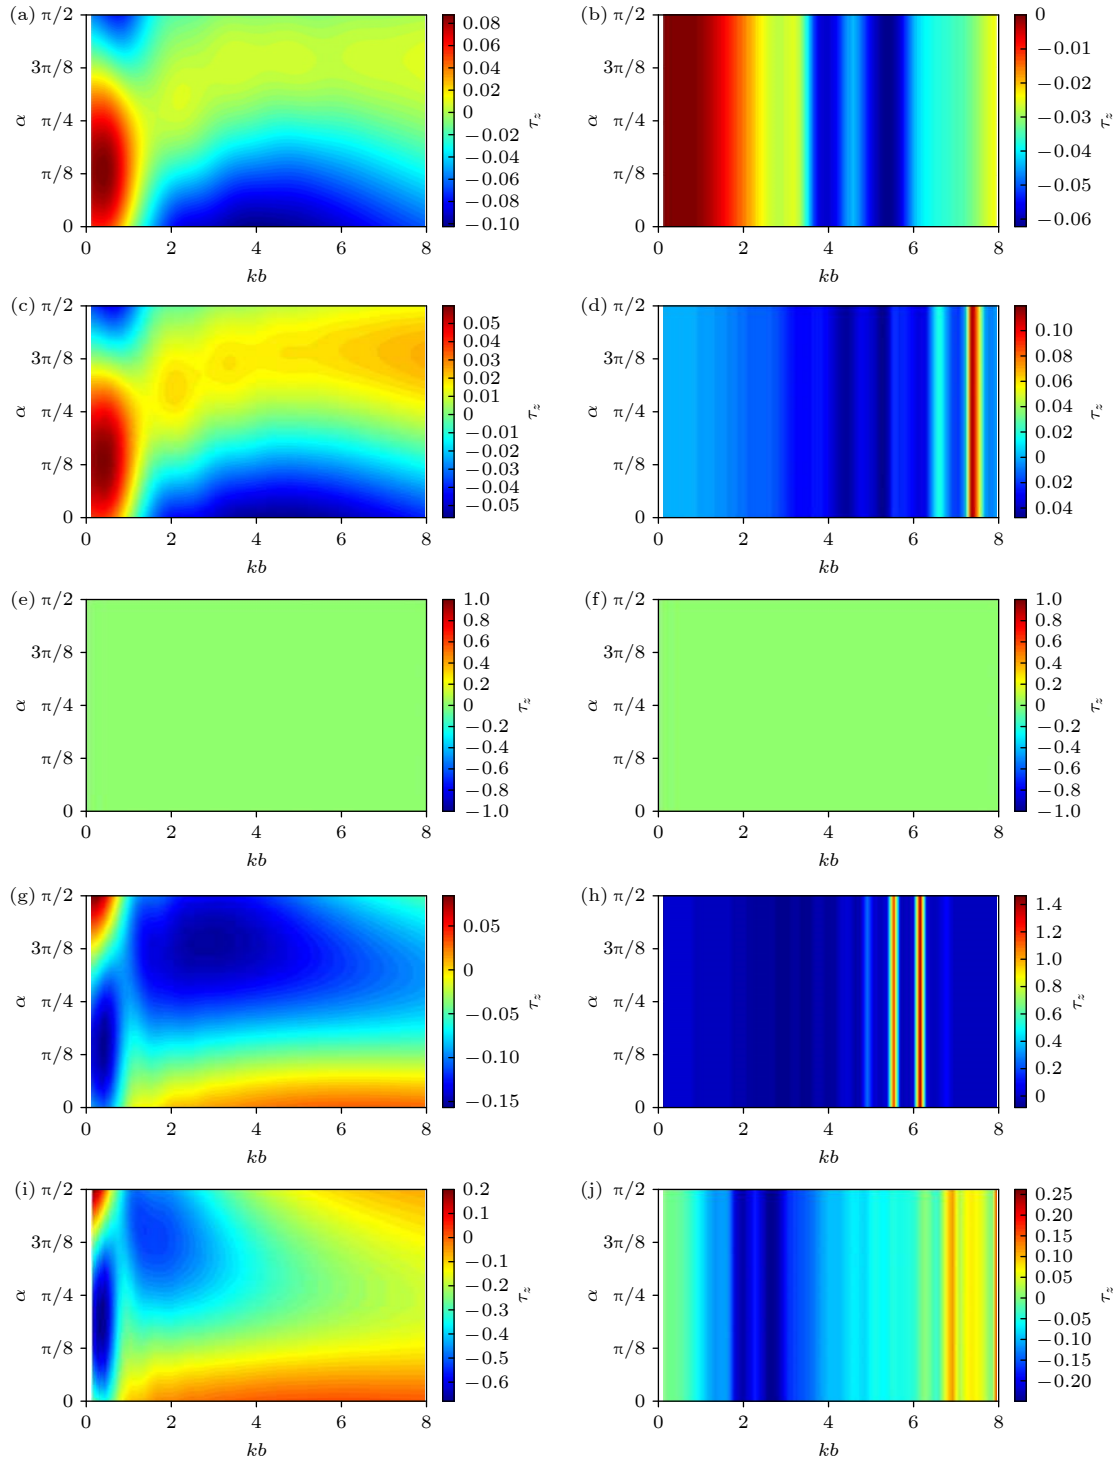 (a) π/2
3π/8
π/4
π/8
0
α
0 2 4 6 8
kb
0.08
0.06
0.04
0.02
0
−0.02
−0.04
−0.06
−0.08
−0.10
τz
(b) π/2
3π/8
π/4
π/8
0
α
0 2 4 6 8
kb
0
−0.01
−0.02
−0.03
−0.04
−0.05
−0.06
τz
(c) π/2
3π/8
π/4
π/8
0
α
0 2 4 6 8
kb
0.05
0.04
0.03
0.02
0.01
0
−0.01
−0.03
−0.04
−0.05
τz
(d) π/2
3π/8
π/4
π/8
0
α
0 2 4 6 8
kb
0.10
0.08
0.06
0.04
0.02
0
0.02
0.04
τz
(e) π/2
3π/8
π/4
π/8
0
α
0 2 4 6 8
kb
1.0
0.8
0.6
0.4
0.2
0
−0.2
−0.4
−0.6
−0.8
−1.0
τz
(f) π/2
3π/8
π/4
π/8
0
α
0 2 4 6 8
kb
1.0
0.8
0.6
0.4
0.2
0
−0.2
−0.4
−0.6
−0.8
−1.0
τz
(g) π/2
3π/8
π/4
π/8
0
α
0 2 4 6 8
kb
0.05
0
−0.05
−0.10
−0.15
τz
(h) π/2
3π/8
π/4
π/8
0
α
0 2 4 6 8
kb
1.4
1.2
1.0
0.8
0.6
0.4
0.2
0
τz
(i) π/2
3π/8
π/4
π/8
0
α
0 2 4 6 8
kb
0.2
0.1
0
−0.1
−0.2
−0.3
−0.4
−0.5
−0.6
τz
(j) π/2
3π/8
π/4
π/8
0
α
0 2 4 6 8
kb
0.25
0.20
0.15
0.10
0.05
0
−0.05
−0.10
−0.15
−0.20
τz